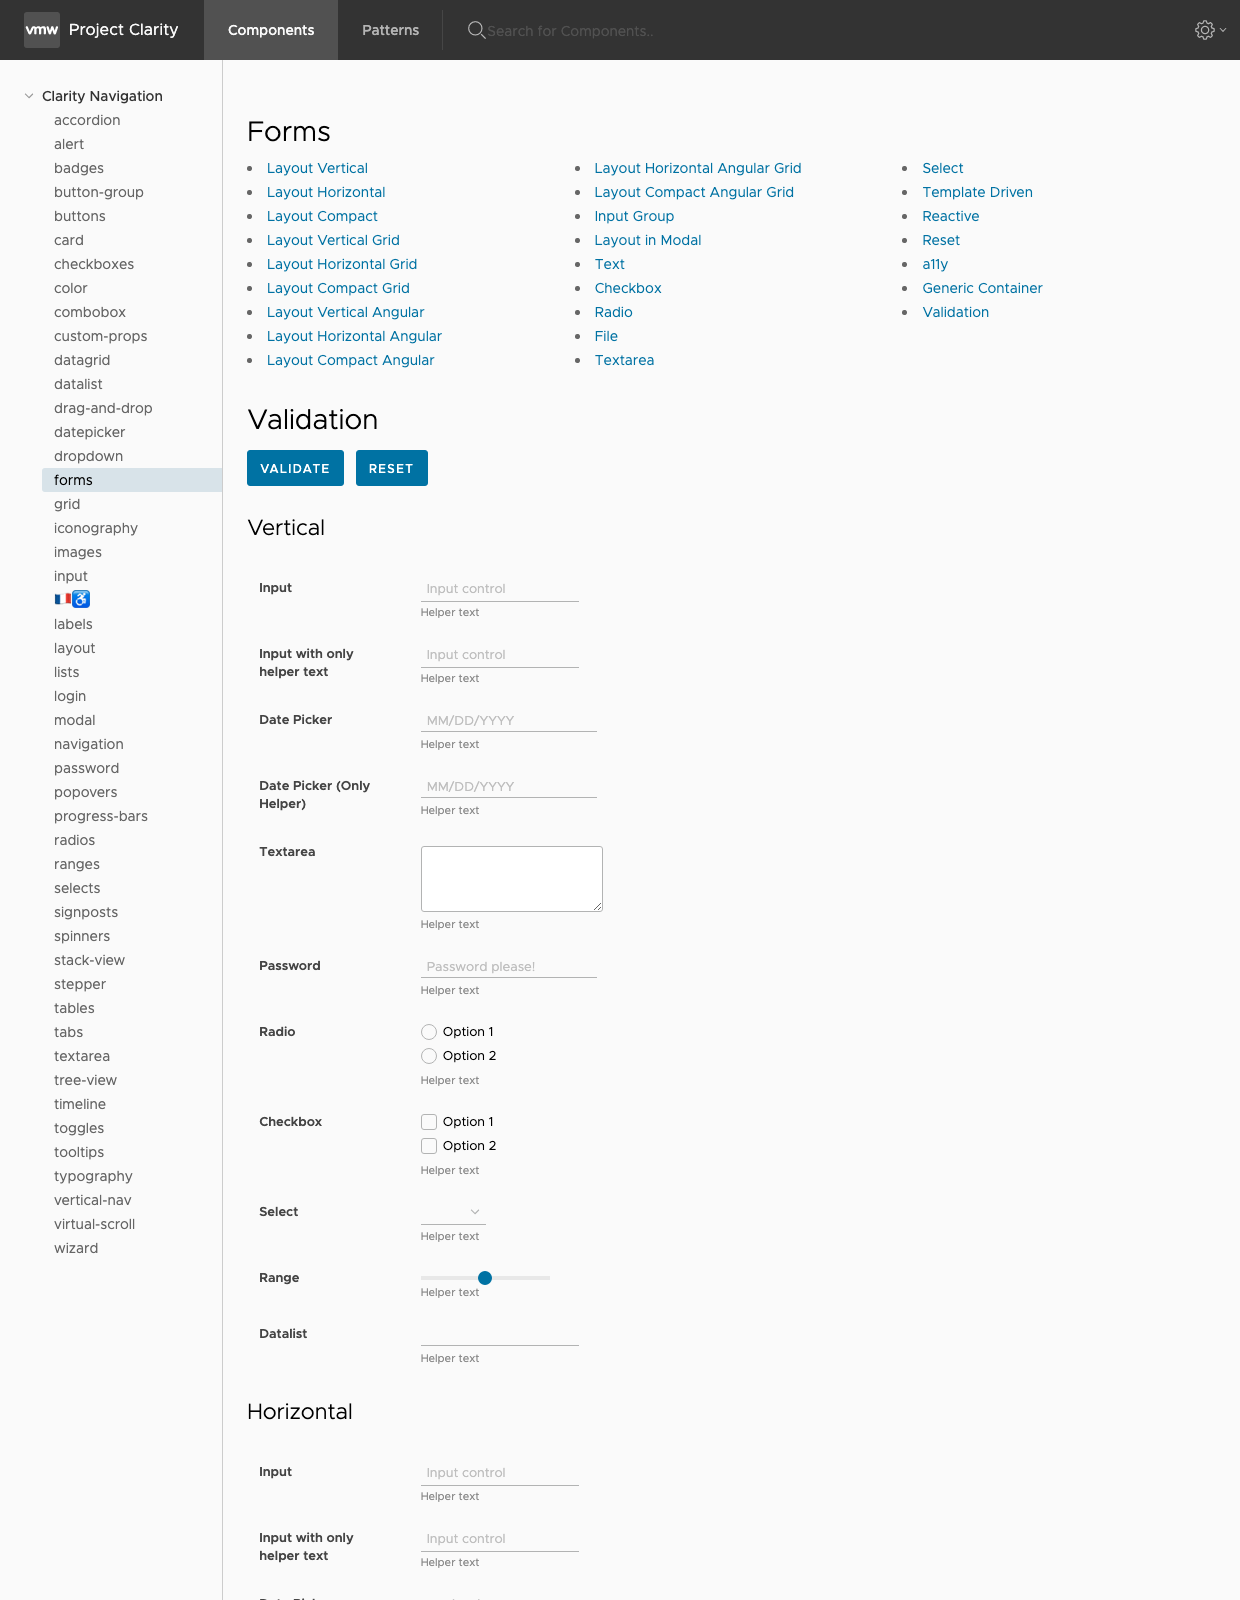 vmw Project Clarity
Components
Patterns
Search for Components..
Clarity Navigation
accordion
alert
badges
button-group
buttons
card
checkboxes
color
combobox
custom-props
datagrid
datalist
drag-and-drop
datepicker
dropdown
forms
grid
iconography
images
input
🇫🇷♿
labels
layout
lists
login
modal
navigation
password
popovers
progress-bars
radios
ranges
selects
signposts
spinners
stack-view
stepper
tables
tabs
textarea
tree-view
timeline
toggles
tooltips
typography
vertical-nav
virtual-scroll
wizard
Forms
Layout Vertical
Layout Horizontal
Layout Compact
Layout Vertical Grid
Layout Horizontal Grid
Layout Compact Grid
Layout Vertical Angular
Layout Horizontal Angular
Layout Compact Angular
Layout Horizontal Angular Grid
Layout Compact Angular Grid
Input Group
Layout in Modal
Text
Checkbox
Radio
File
Textarea
Select
Template Driven
Reactive
Reset
a11y
Generic Container
Validation
Validation
VALIDATE
RESET
Vertical
Input
Input control
Helper text
Input with only
helper text
Input control
Helper text
Date Picker
MM/DD/YYYY
Helper text
Date Picker (Only
Helper)
MM/DD/YYYY
Helper text
Textarea
Helper text
Password
Password please!
Helper text
Radio
Option 1
Option 2
Helper text
Checkbox
Option 1
Option 2
Helper text
Select
Helper text
Range
Helper text
Datalist
Helper text
Horizontal
Input
Input control
Helper text
Input with only
helper text
Input control
Helper text